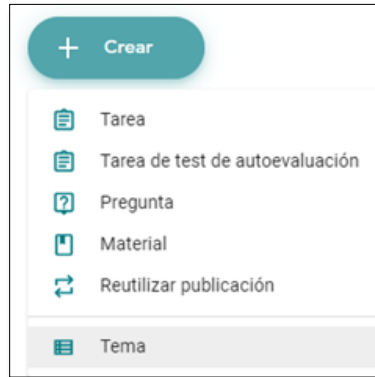 + Crear
Tarea
Tarea de test de autoevaluación
Pregunta
Material
Reutilizar publicación
Tema